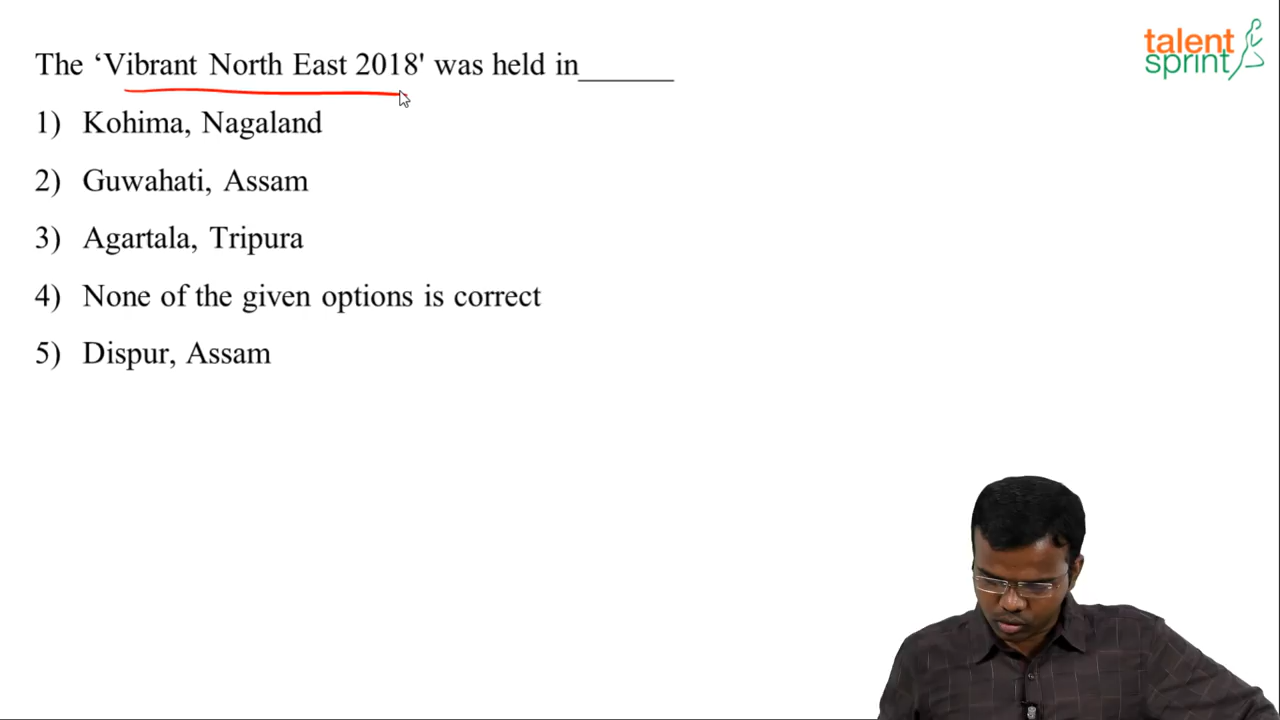 The ‘Vibrant North East 2018' was held in______
1) Kohima, Nagaland
2) Guwahati, Assam
3) Agartala, Tripura
4) None of the given options is correct
5) Dispur, Assam
talent
sprint